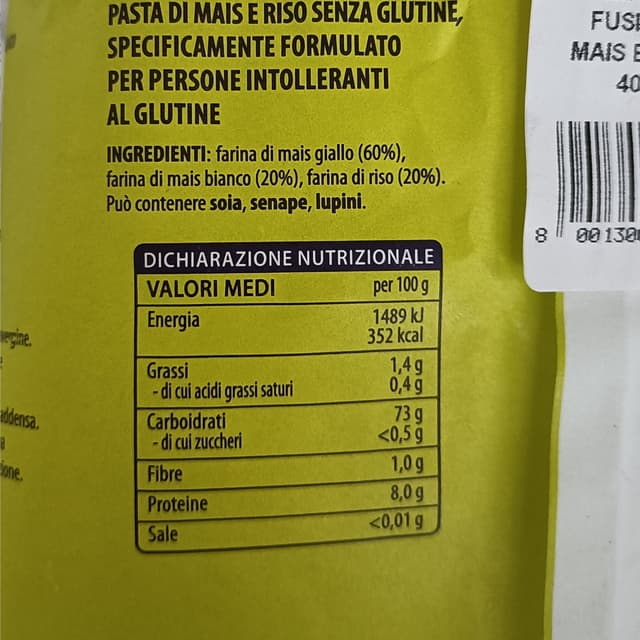 PASTA DI MAIS E RISO SENZA GLUTINE,
SPECIFICAMENTE FORMULATO
PER PERSONE INTOLLERANTI
AL GLUTINE
INGREDIENTI: farina di mais giallo (60%),
farina di mais bianco (20%), farina di riso (20%).
Può contenere soia, senape, lupini.
DICHIARAZIONE NUTRIZIONALE
VALORI MEDI per 100 g
Energia 1489 kJ
352 kcal
Grassi 1,4 g
- di cui acidi grassi saturi 0,4 g
Carboidrati 73 g
- di cui zuccheri <0,5 g
Fibre 1,0 g
Proteine 8,0 g
Sale <0,01 g
MAIS E
40
8 001300